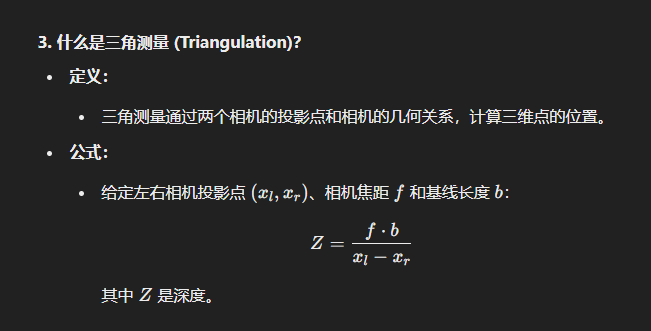 3. 什么是三角测量 (Triangulation)?
• 定义：
• 三角测量通过两个相机的投影点和相机的几何关系，计算三维点的位置。
• 公式：
• 给定左右相机投影点 (x_l, x_r)、相机焦距 f 和基线长度 b：
Z = \frac{f \cdot b}{x_l - x_r}
其中 Z 是深度。